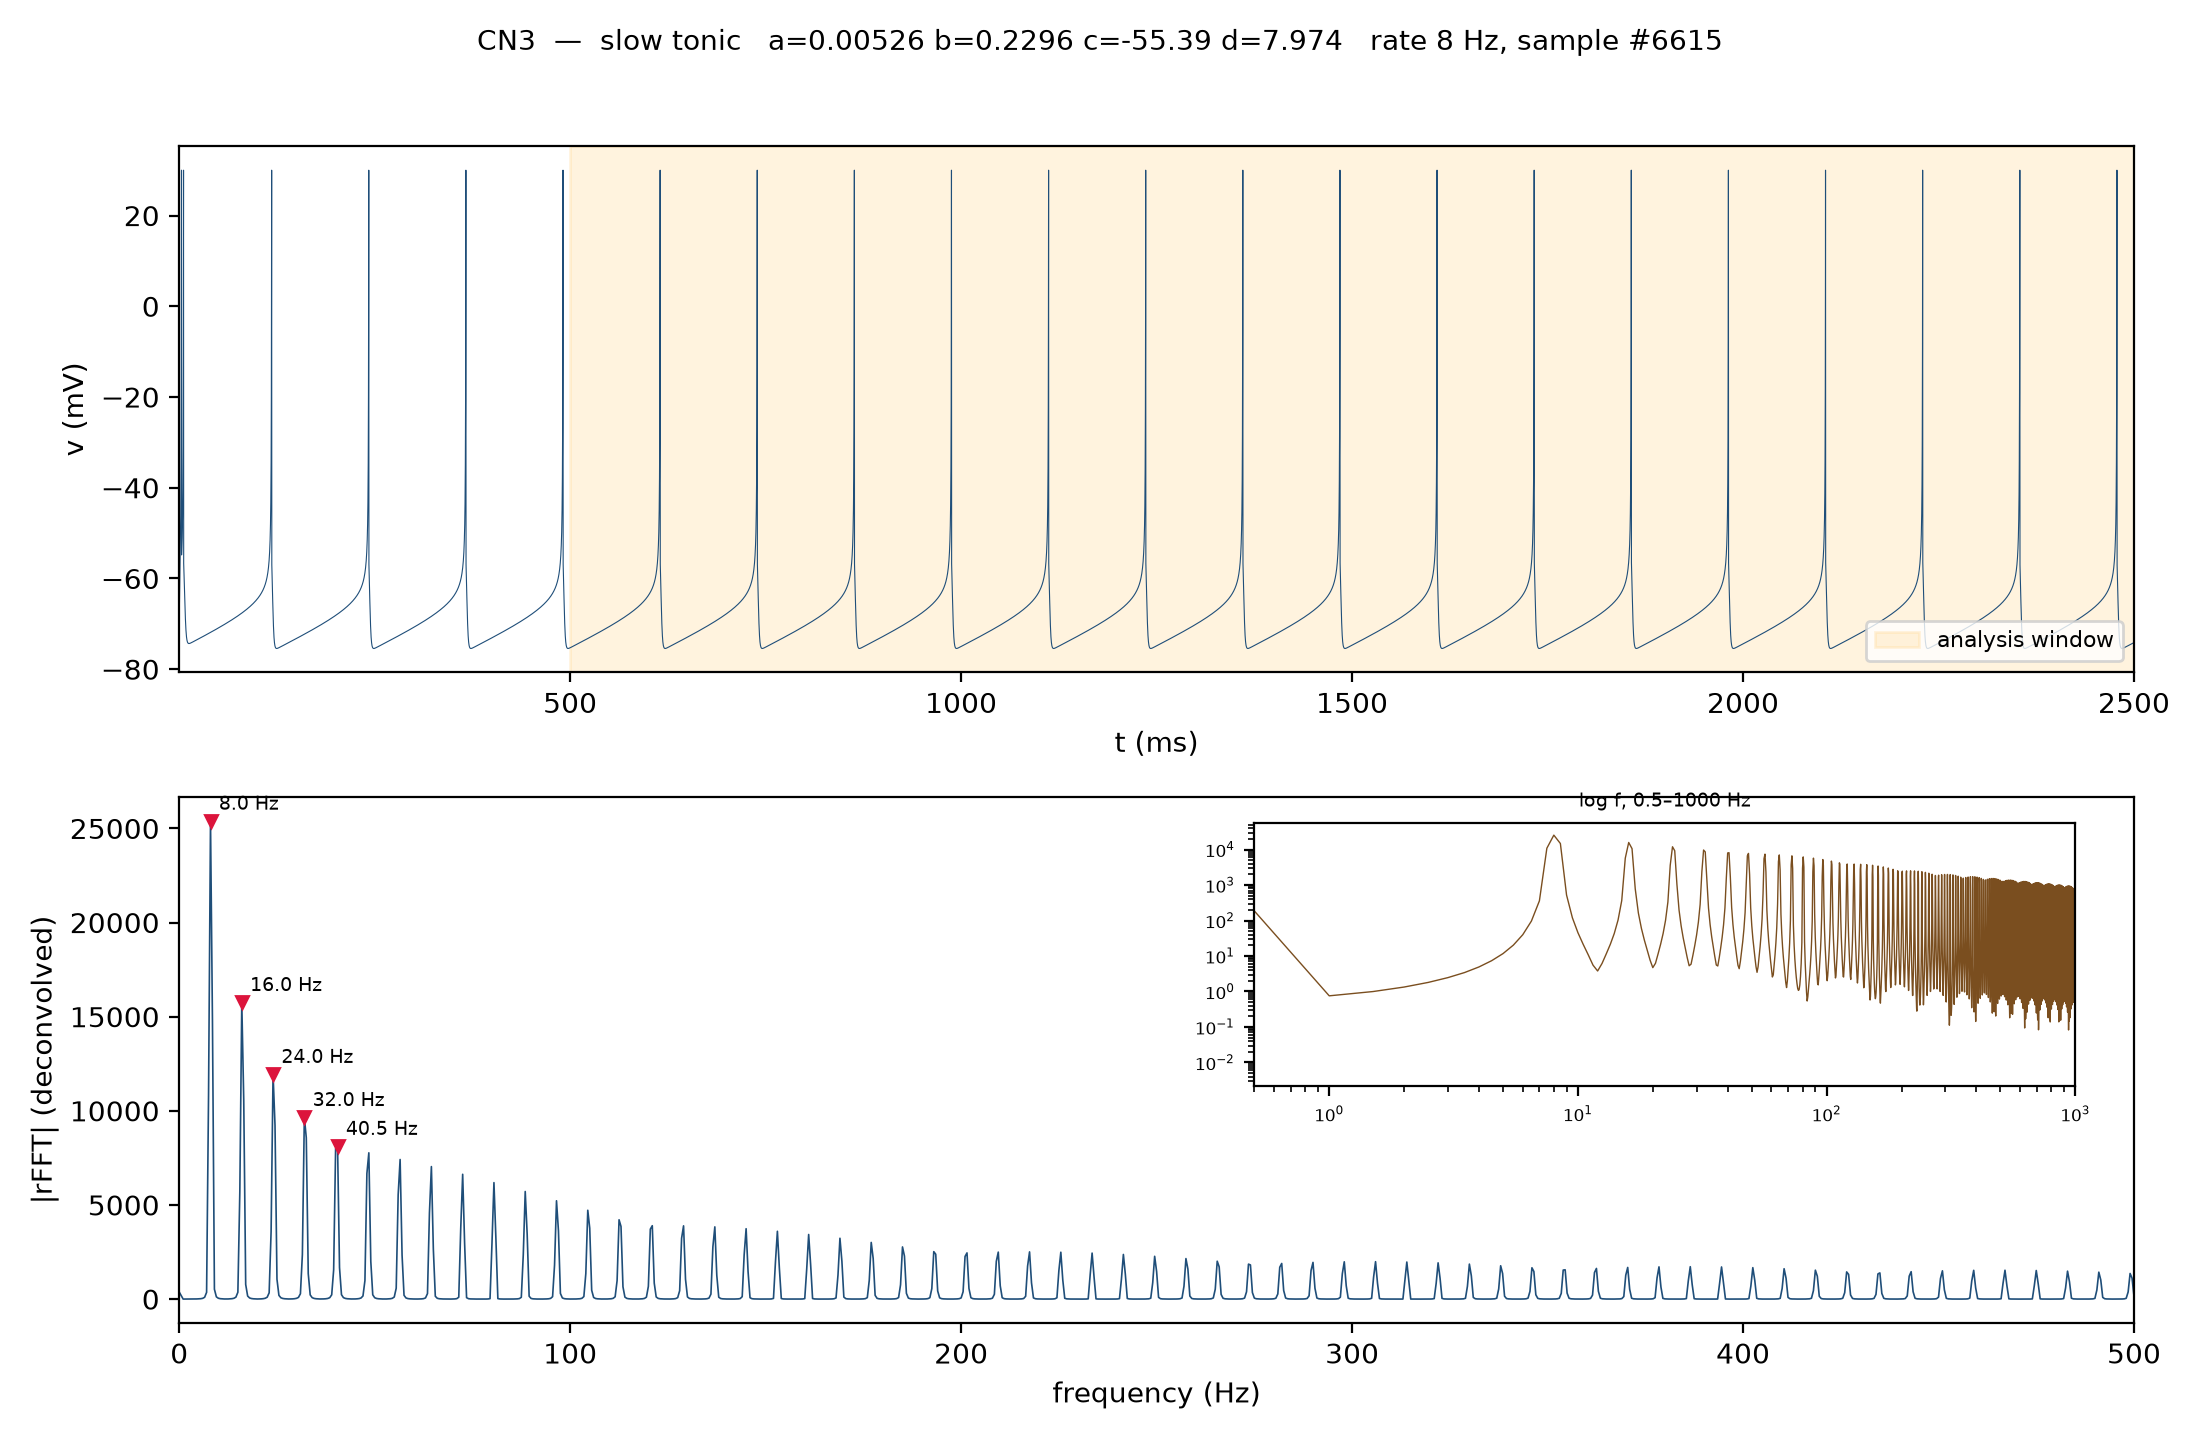 CN3 — slow tonic a=0.00526 b=0.2296 c=-55.39 d=7.974 rate 8 Hz, sample #6615
20
0
−20
−40
−60
−80
v (mV)
analysis window
500
1000
1500
2000
2500
t (ms)
25000
20000
15000
10000
5000
0
|rFFT| (deconvolved)
8.0 Hz
16.0 Hz
24.0 Hz
32.0 Hz
40.5 Hz
log f, 0.5–1000 Hz
10⁴
10³
10²
10¹
10⁰
10⁻¹
10⁻²
10⁰
10¹
10²
10³
0
100
200
300
400
500
frequency (Hz)